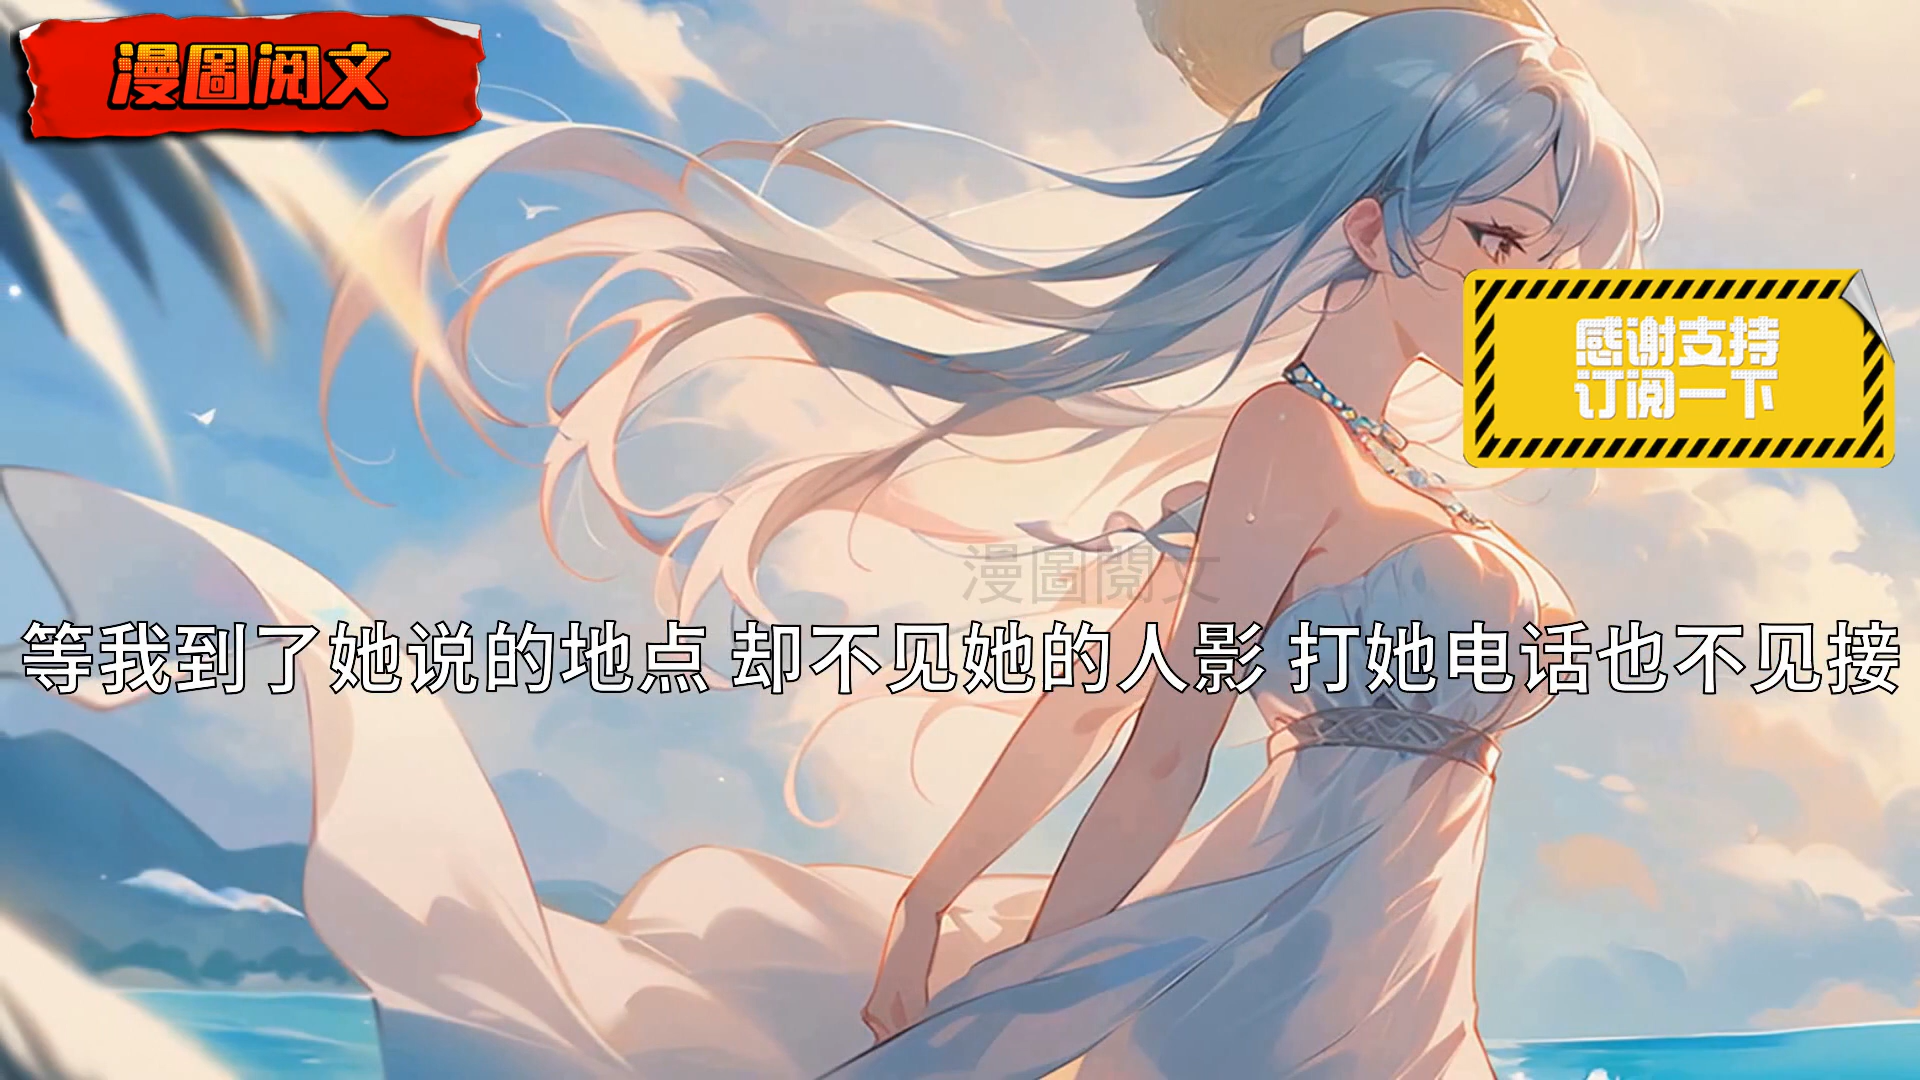 漫圖阅文
感谢支持
订阅一下
漫圖閱文
等我到了她说的地点 却不见她的人影 打她电话也不见接